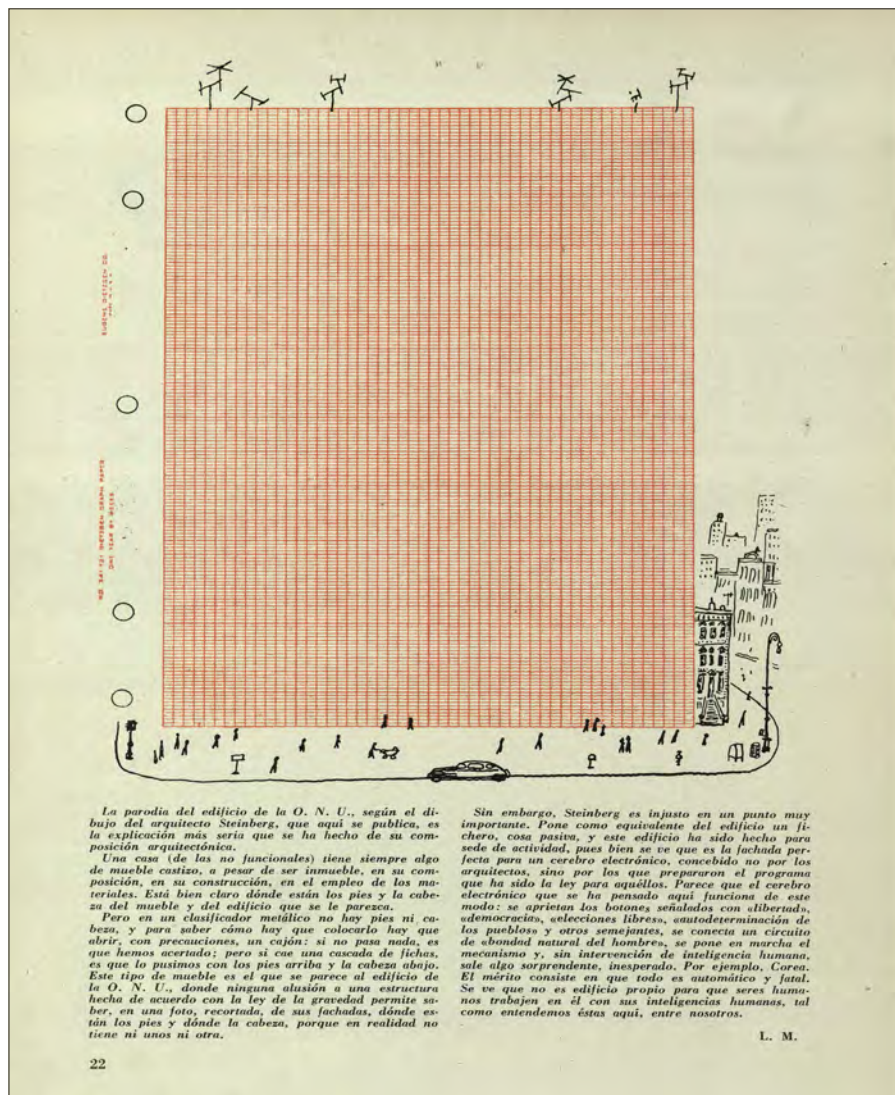 EUGENE DIETZGEN CO.
La parodia del edificio de la O. N. U., según el di-
bujo del arquitecto Steinberg, que aquí se publica, es
la explicación más seria que se ha hecho de su com-
posición arquitectónica.
Una casa (de las no funcionales) tiene siempre algo
de mueble castizo, a pesar de ser inmueble, en su com-
posición, en su construcción, en el empleo de los ma-
teriales. Está bien claro dónde están los pies y la cabe-
za del mueble y del edificio que se le parezca.
Pero en un clasificador metálico no hay pies ni ca-
beza, y para saber cómo hay que colocarlo hay que
abrir, con precauciones, un cajón: si no pasa nada, es
que hemos acertado; pero si cae una cascada de fichas,
es que lo pusimos con los pies arriba y la cabeza abajo.
Este tipo de mueble es el que se parece al edificio de
la O. N. U., donde ninguna alusión a una estructura
hecha de acuerdo con la ley de la gravedad permite sa-
ber, en una foto, recortada, de sus fachadas, dónde es-
tán los pies y dónde la cabeza, porque en realidad no
tiene ni unos ni otra.
Sin embargo, Steinberg es injusto en un punto muy
importante. Pone como equivalente del edificio un fi-
chero, cosa pasiva, y este edificio ha sido hecho para
sede de actividad, pues bien se ve que es la fachada per-
fecta para un cerebro electrónico, concebido no por los
arquitectos, sino por los que prepararon el programa
que ha sido la ley para aquéllos. Parece que el cerebro
electrónico que se ha pensado aquí funciona de este
modo: se aprietan los botones señalados con «libertad»,
«democracia», «elecciones libres», «autodeterminación de
los pueblos» y otros semejantes, se conecta un circuito
de «bondad natural del hombre», se pone en marcha el
mecanismo y, sin intervención de inteligencia humana,
sale algo sorprendente, inesperado. Por ejemplo, Corea.
El mérito consiste en que todo es automático y fatal.
Se ve que no es edificio propio para que seres huma-
nos trabajen en él con sus inteligencias humanas, tal
como entendemos éstas aquí, entre nosotros.
L. M.
22